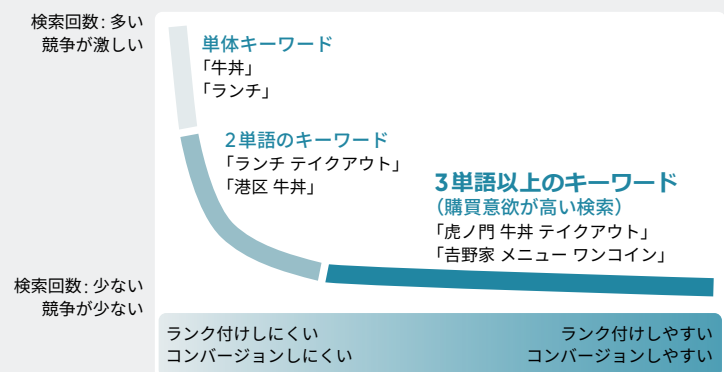 検索回数: 多い
競争が激しい
単体キーワード
「牛丼」
「ランチ」
2単語のキーワード
「ランチ テイクアウト」
「港区 牛丼」
3単語以上のキーワード
（購買意欲が高い検索）
「虎ノ門 牛丼 テイクアウト」
「𠮷野家 メニュー ワンコイン」
検索回数: 少ない
競争が少ない
ランク付けしにくい
コンバージョンしにくい
ランク付けしやすい
コンバージョンしやすい